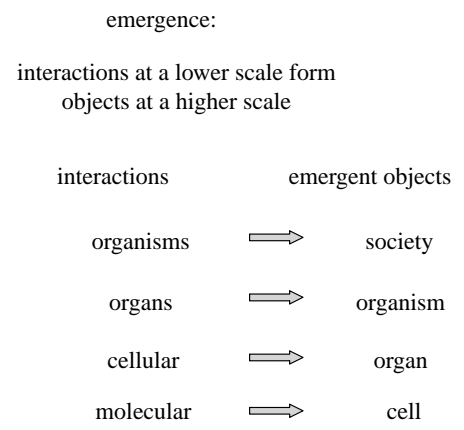 emergence:
interactions at a lower scale form
objects at a higher scale
interactions emergent objects
organisms society
organs organism
cellular organ
molecular cell